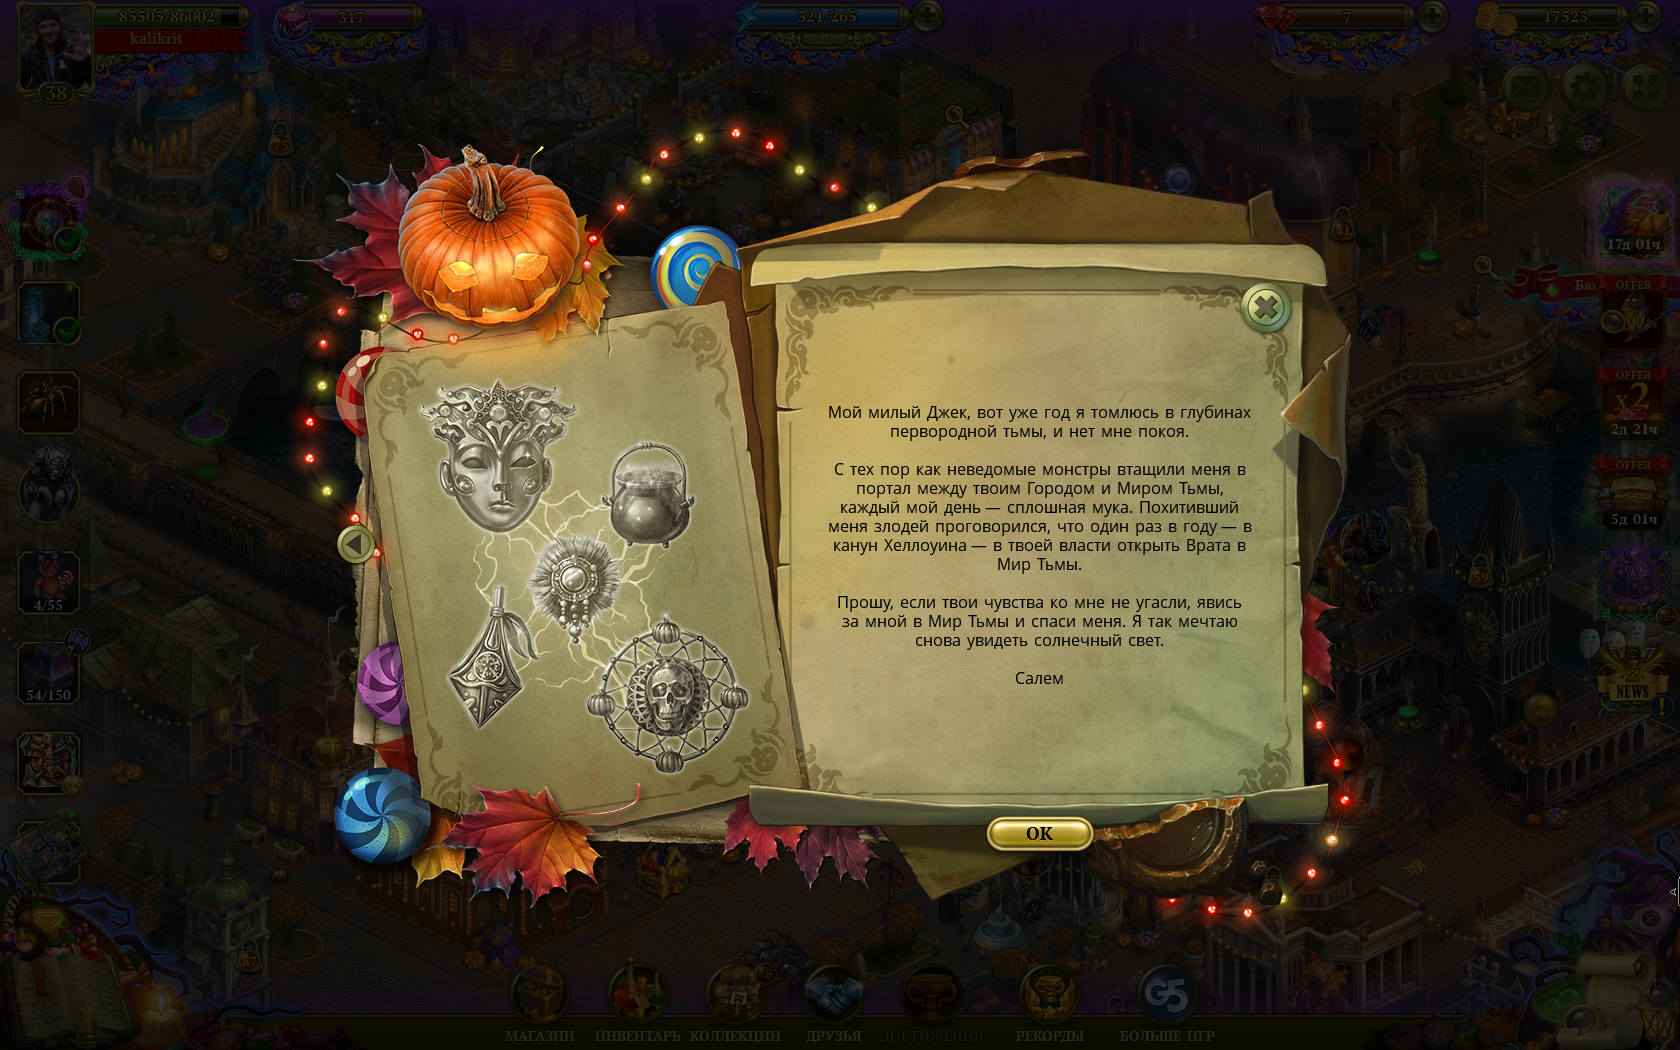 85505/86002
317
321/265
7
17523
kalikrit
38
75
17д 01ч
OFFER
OFFER
x2
2д 21ч
OFFER
5д 01ч
4/55
54/150
NEWS
Мой милый Джек, вот уже год я томлюсь в глубинах
первородной тьмы, и нет мне покоя.
С тех пор как неведомые монстры втащили меня в
портал между твоим Городом и Миром Тьмы,
каждый мой день — сплошная мука. Похитивший
меня злодей проговорился, что один раз в году — в
канун Хеллоуина — в твоей власти открыть Врата в
Мир Тьмы.
Прошу, если твои чувства ко мне не угасли, явись
за мной в Мир Тьмы и спаси меня. Я так мечтаю
снова увидеть солнечный свет.
Салем
OK
59
87
18
G5
МАГАЗИН
ИНВЕНТАРЬ
КОЛЛЕКЦИИ
ДРУЗЬЯ
ДОСТИЖЕНИЯ
РЕКОРДЫ
БОЛЬШЕ ИГР